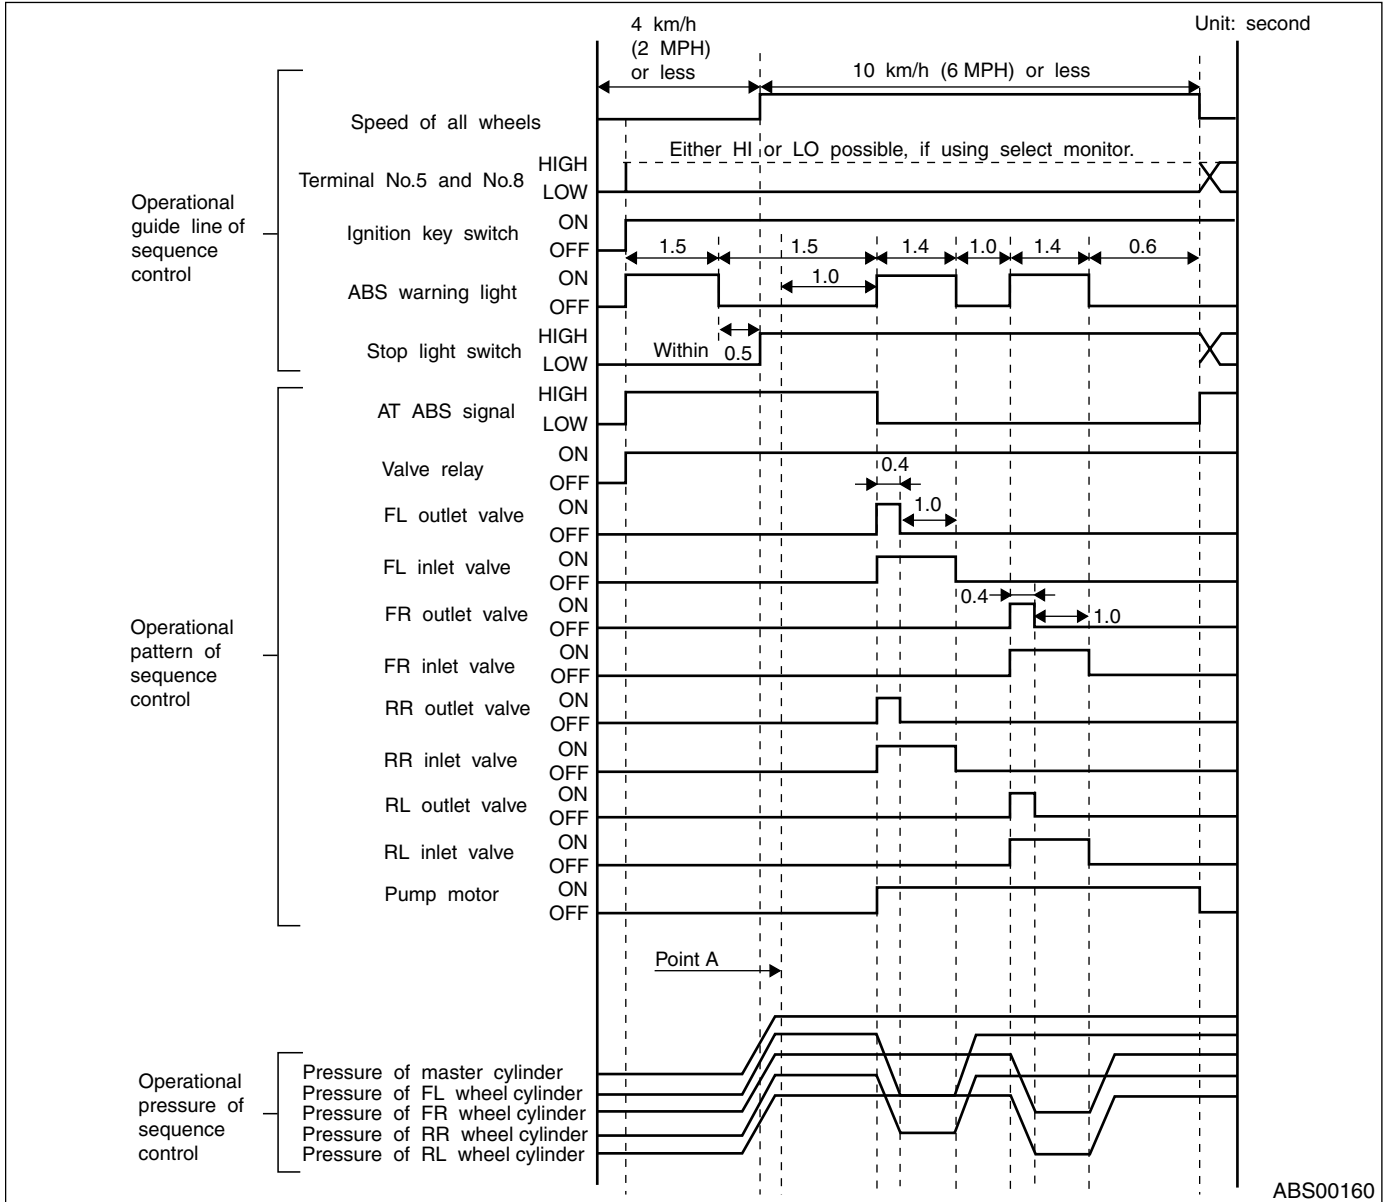 4 km/h
(2 MPH)
or less
Unit: second
10 km/h (6 MPH) or less
Speed of all wheels
Either HI or LO possible, if using select monitor.
Operational
guide line of
sequence
control
Terminal No.5 and No.8
HIGH
LOW
Ignition key switch
ON
OFF
1.5
1.5
1.4
1.0
1.4
0.6
ABS warning light
ON
OFF
1.0
Stop light switch
HIGH
LOW
Within 0.5
AT ABS signal
HIGH
LOW
Valve relay
ON
OFF
0.4
FL outlet valve
ON
OFF
1.0
FL inlet valve
ON
OFF
0.4
Operational
pattern of
sequence
control
FR outlet valve
ON
OFF
1.0
FR inlet valve
ON
OFF
RR outlet valve
ON
OFF
RR inlet valve
ON
OFF
RL outlet valve
ON
OFF
RL inlet valve
ON
OFF
Pump motor
ON
OFF
Point A
Operational
pressure of
sequence
control
Pressure of master cylinder
Pressure of FL wheel cylinder
Pressure of FR wheel cylinder
Pressure of RR wheel cylinder
Pressure of RL wheel cylinder
ABS00160